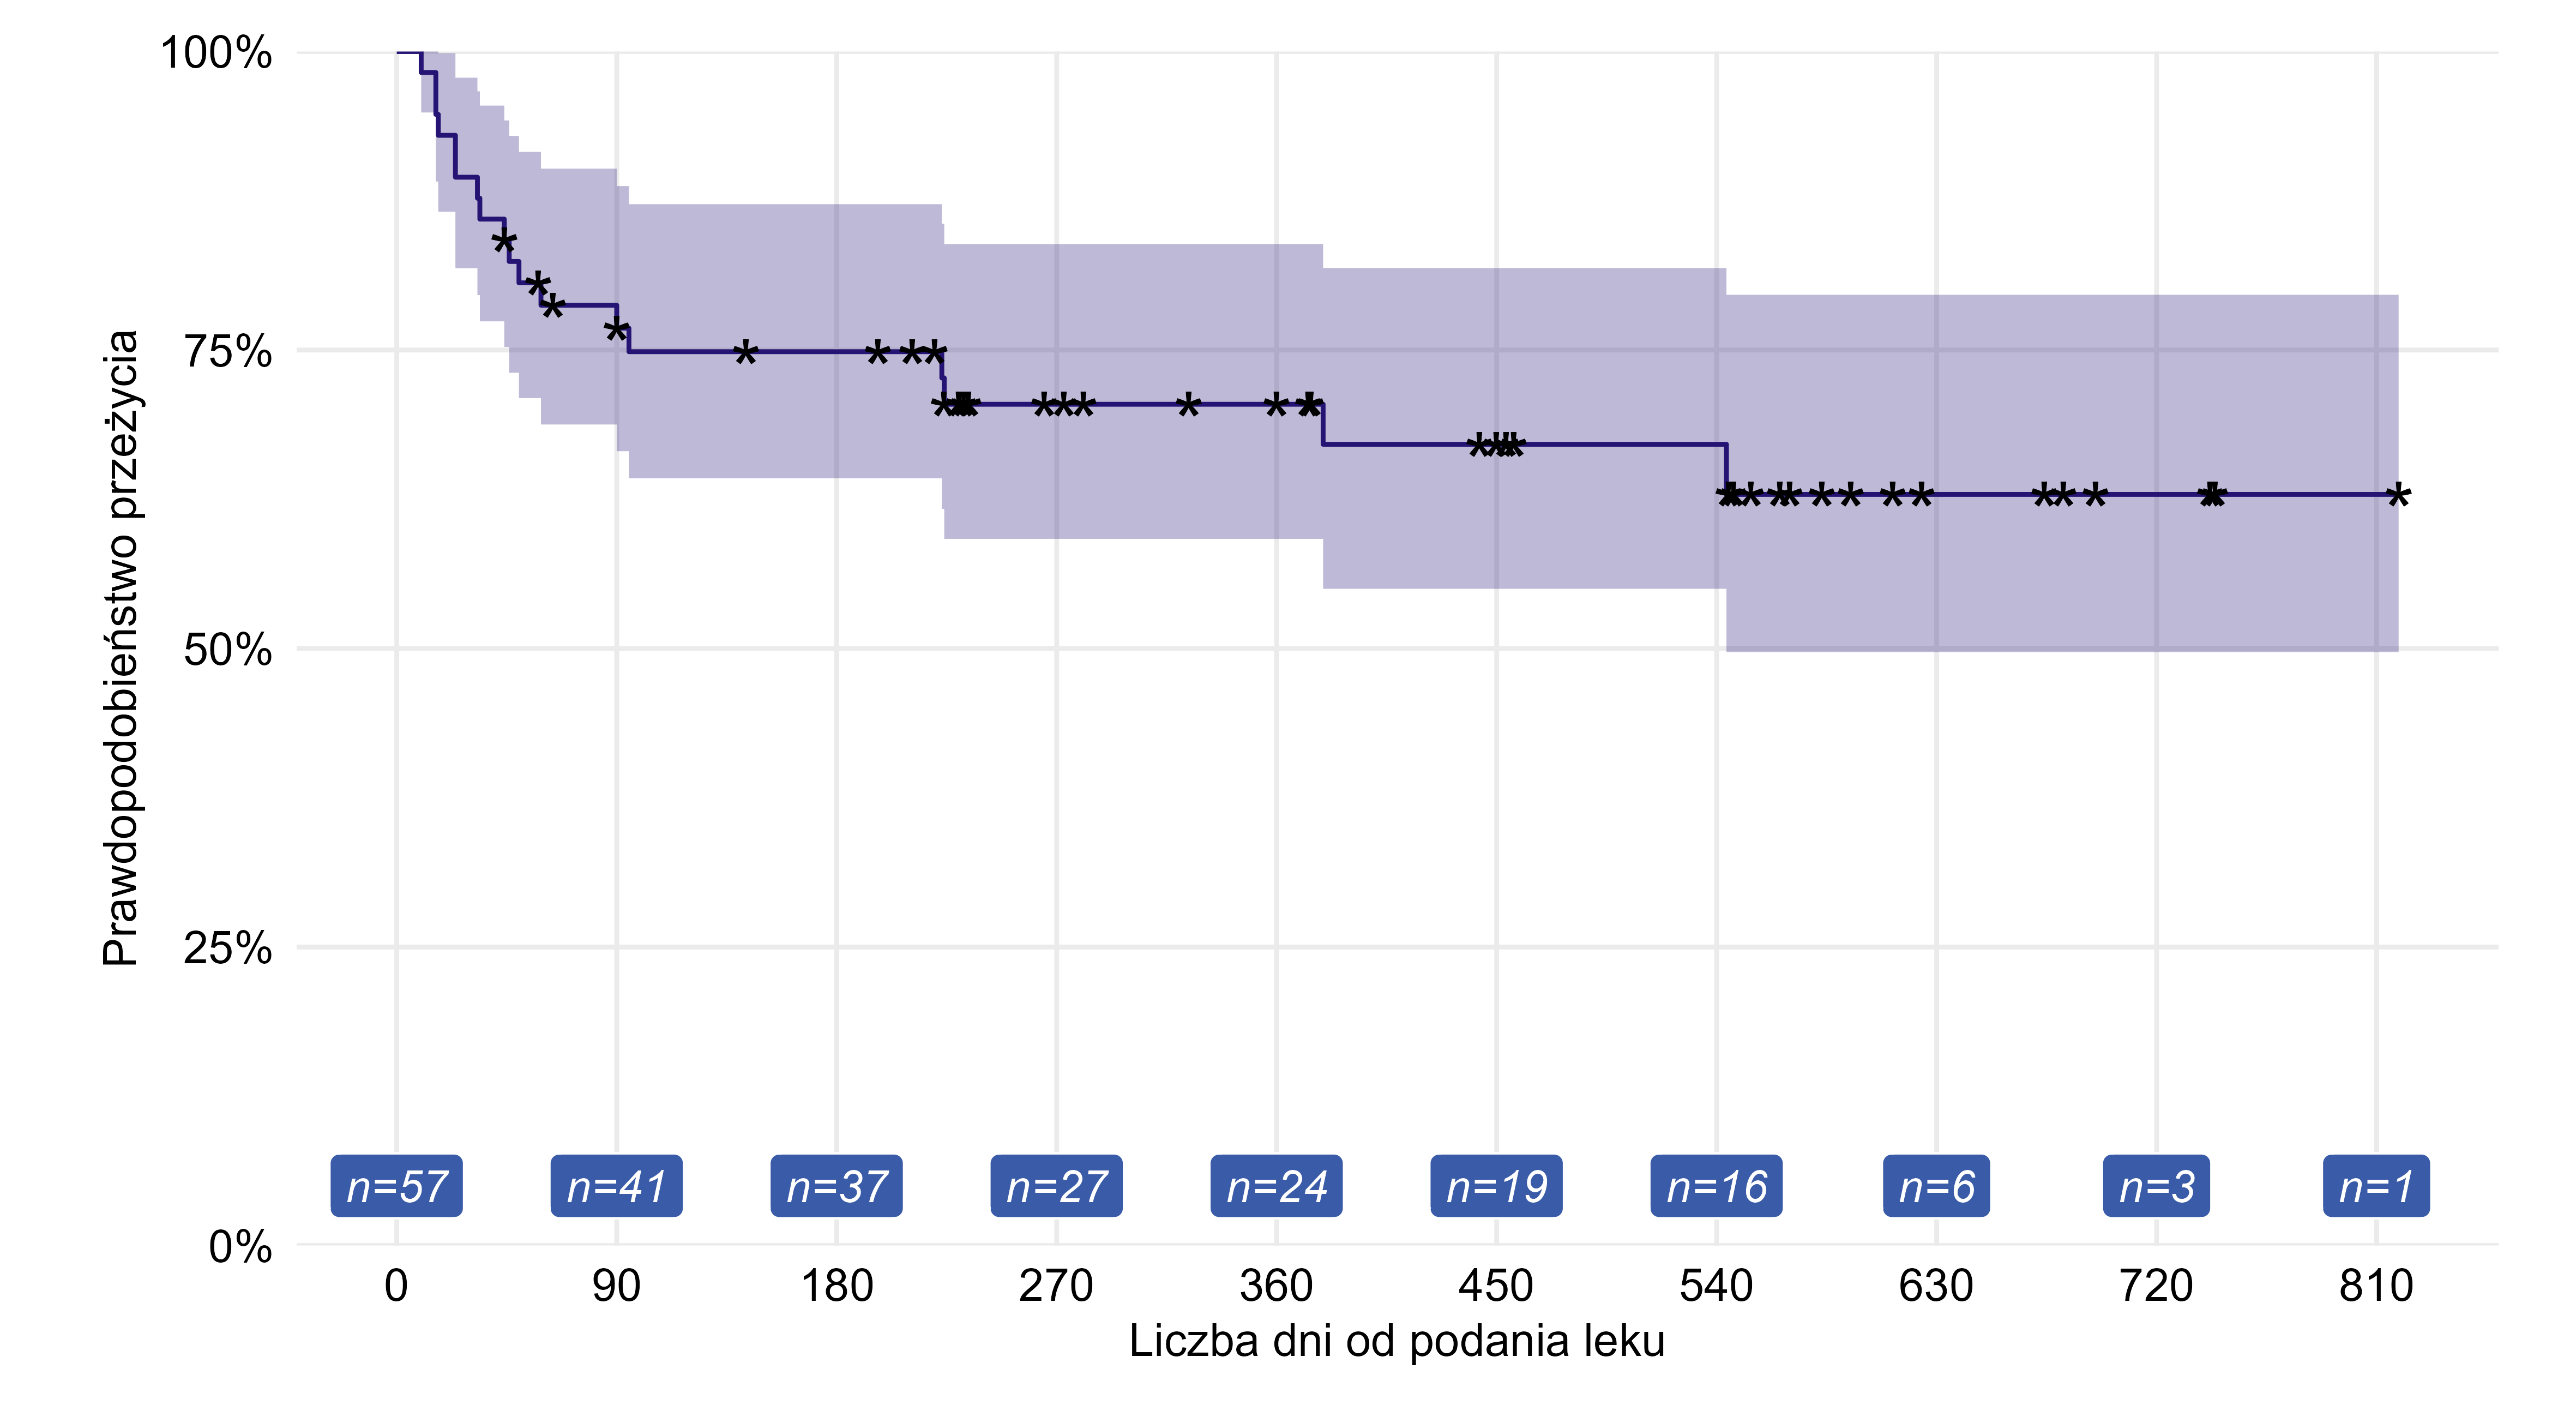 Prawdopodobieństwo przeżycia
100%
75%
50%
25%
0%
n=57 n=41 n=37 n=27 n=24 n=19 n=16 n=6 n=3 n=1
0 90 180 270 360 450 540 630 720 810
Liczba dni od podania leku